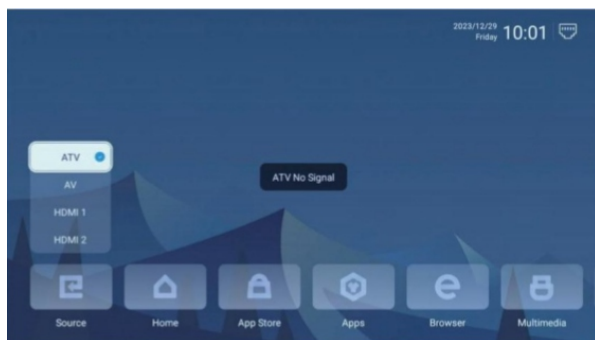 2023/12/29
Friday
10:01
ATV
AV
HDMI 1
HDMI 2
ATV No Signal
Source
Home
App Store
Apps
Browser
Multimedia